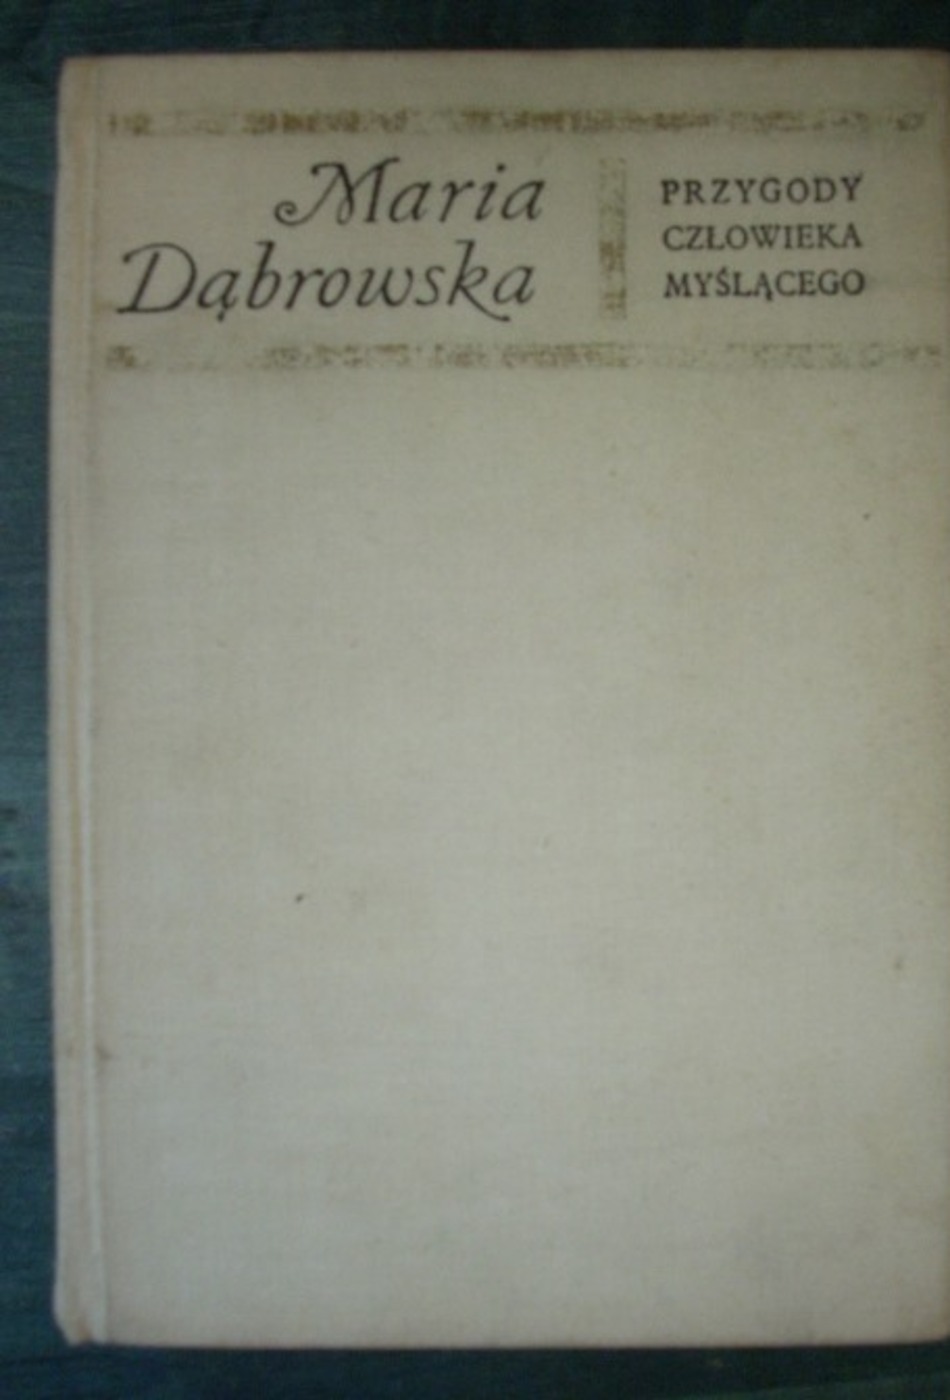 Maria
Dąbrowska
PRZYGODY
CZŁOWIEKA
MYŚLĄCEGO